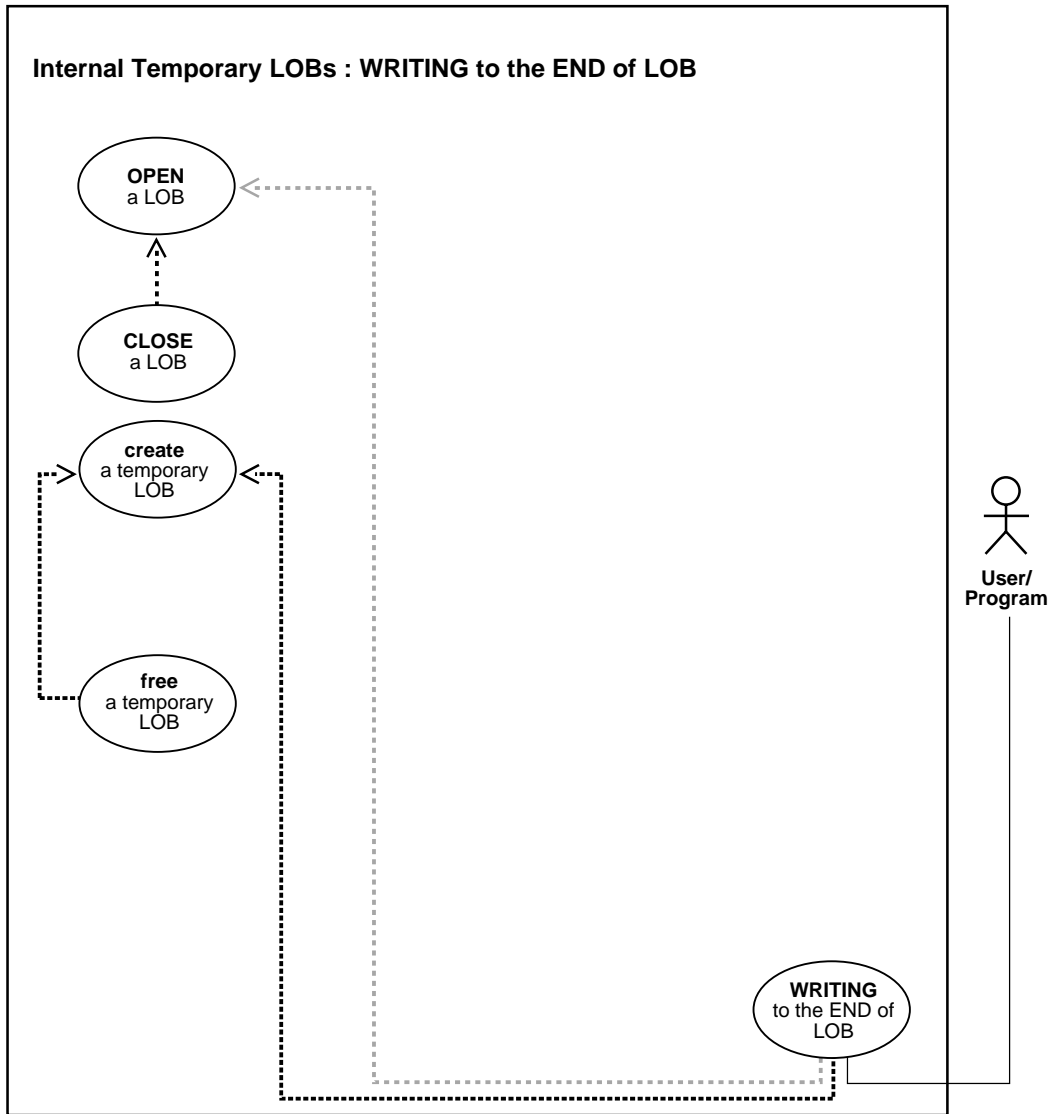 Internal Temporary LOBs : WRITING to the END of LOB
OPEN
a LOB
CLOSE
a LOB
create
a temporary
LOB
User/
Program
free
a temporary
LOB
WRITING
to the END of
LOB